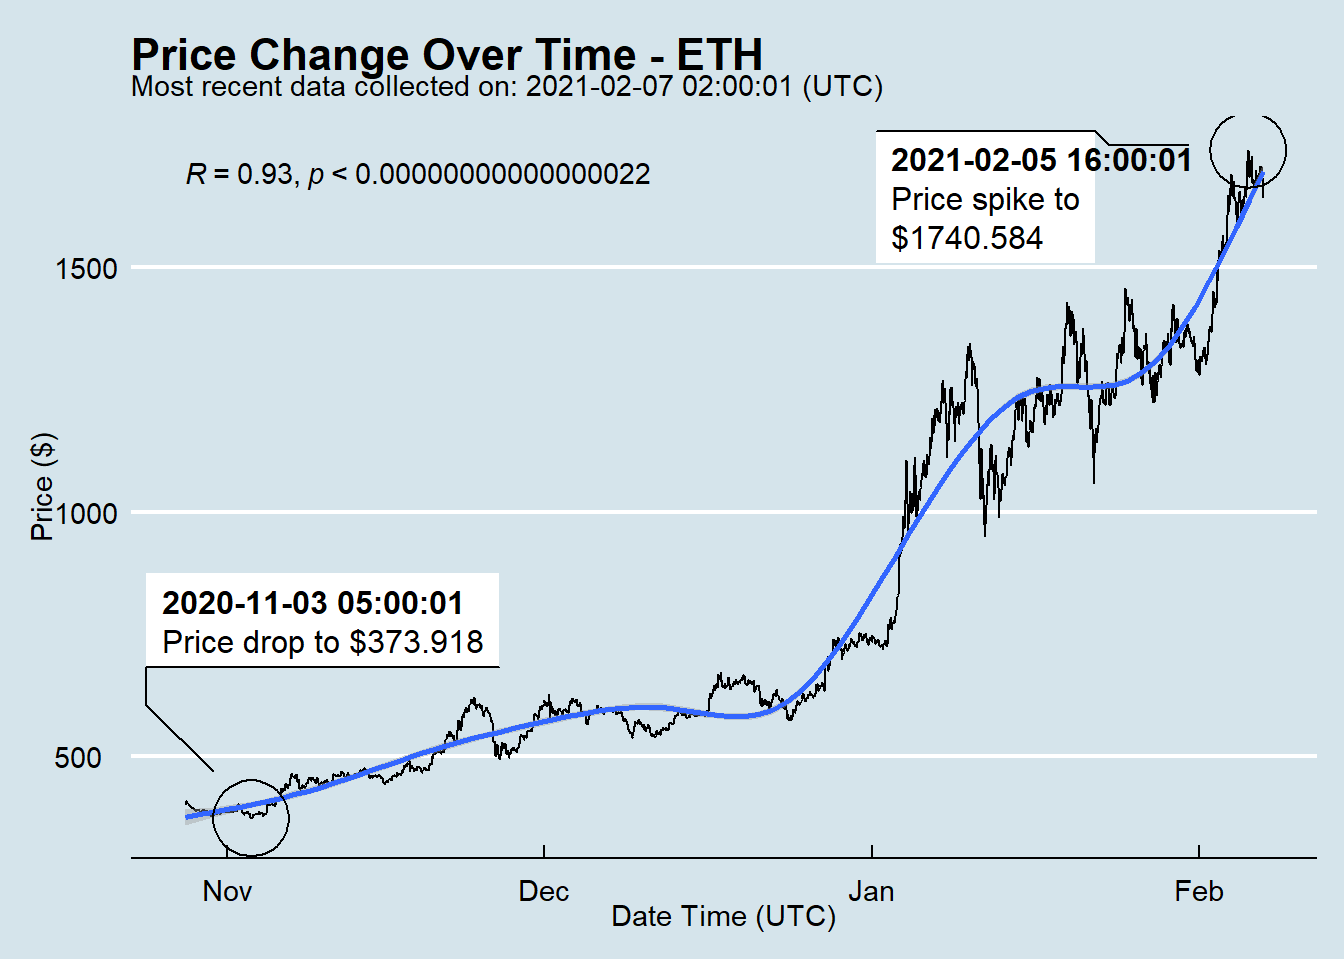 Price Change Over Time - ETH
Most recent data collected on: 2021-02-07 02:00:01 (UTC)
R = 0.93, p < 0.00000000000000022
2021-02-05 16:00:01
Price spike to
$1740.584
1500
1000
500
Price ($)
2020-11-03 05:00:01
Price drop to $373.918
Nov
Dec
Jan
Feb
Date Time (UTC)